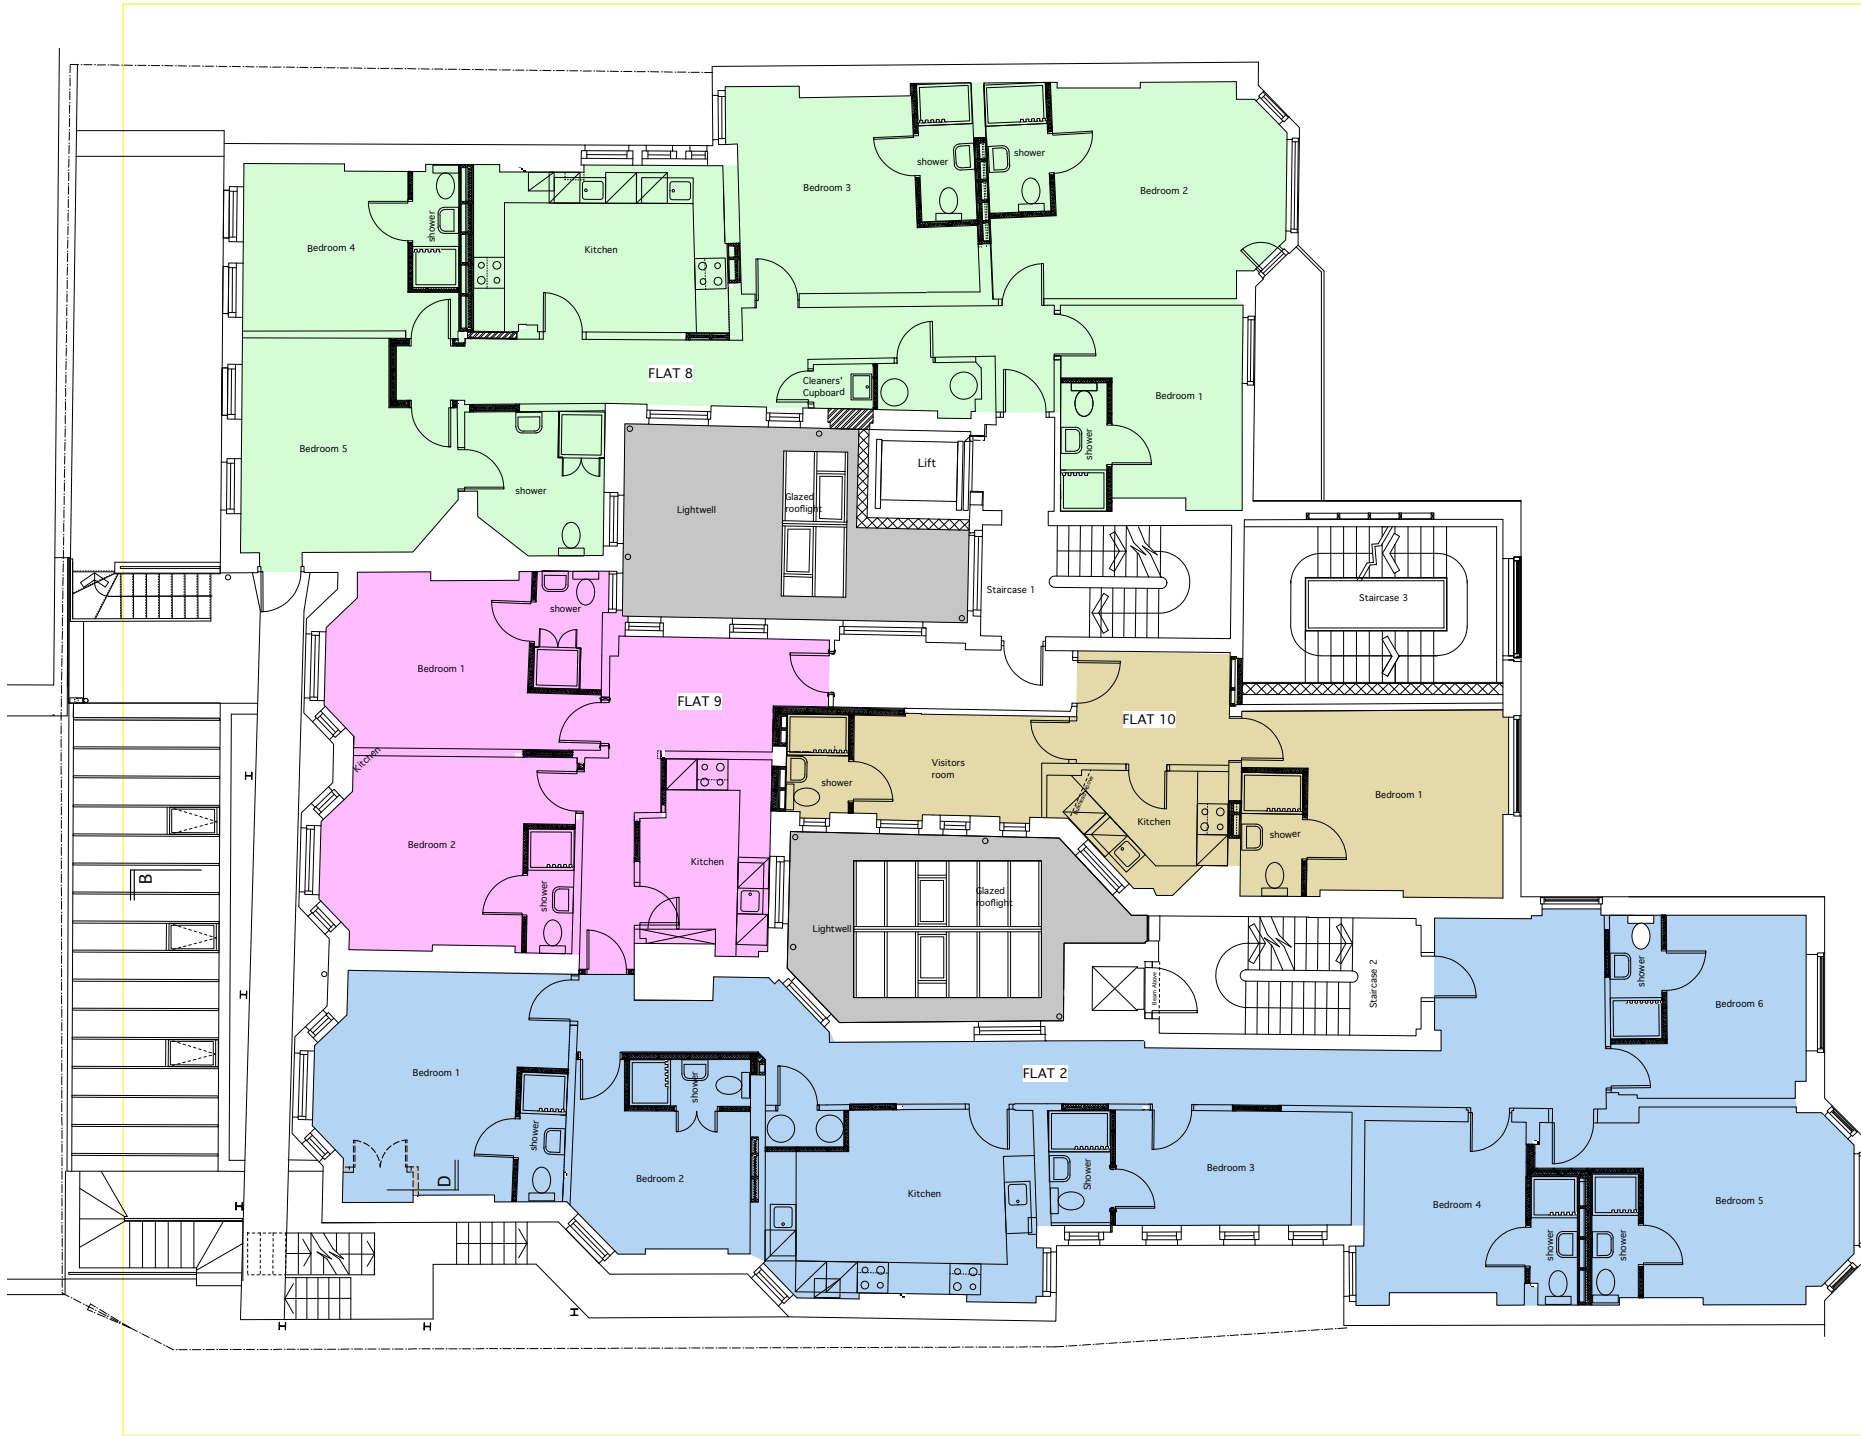 Bedroom 3
shower
shower
Bedroom 2
Bedroom 4
shower
Kitchen
FLAT 8
Cleaners'
Cupboard
Bedroom 1
shower
Bedroom 5
shower
Lift
Lightwell
Glazed
rooflight
Staircase 1
Staircase 3
shower
Bedroom 1
FLAT 9
FLAT 10
Kitchen
Visitors
room
shower
Bedroom 1
Kitchen
shower
Bedroom 2
Kitchen
shower
B
Glazed
rooflight
Lightwell
Beam Above
Staircase 2
shower
Bedroom 6
Bedroom 1
shower
FLAT 2
shower
Bedroom 2
D
Kitchen
Shower
Bedroom 3
Bedroom 4
shower
shower
Bedroom 5
H
H
H
H
H
H